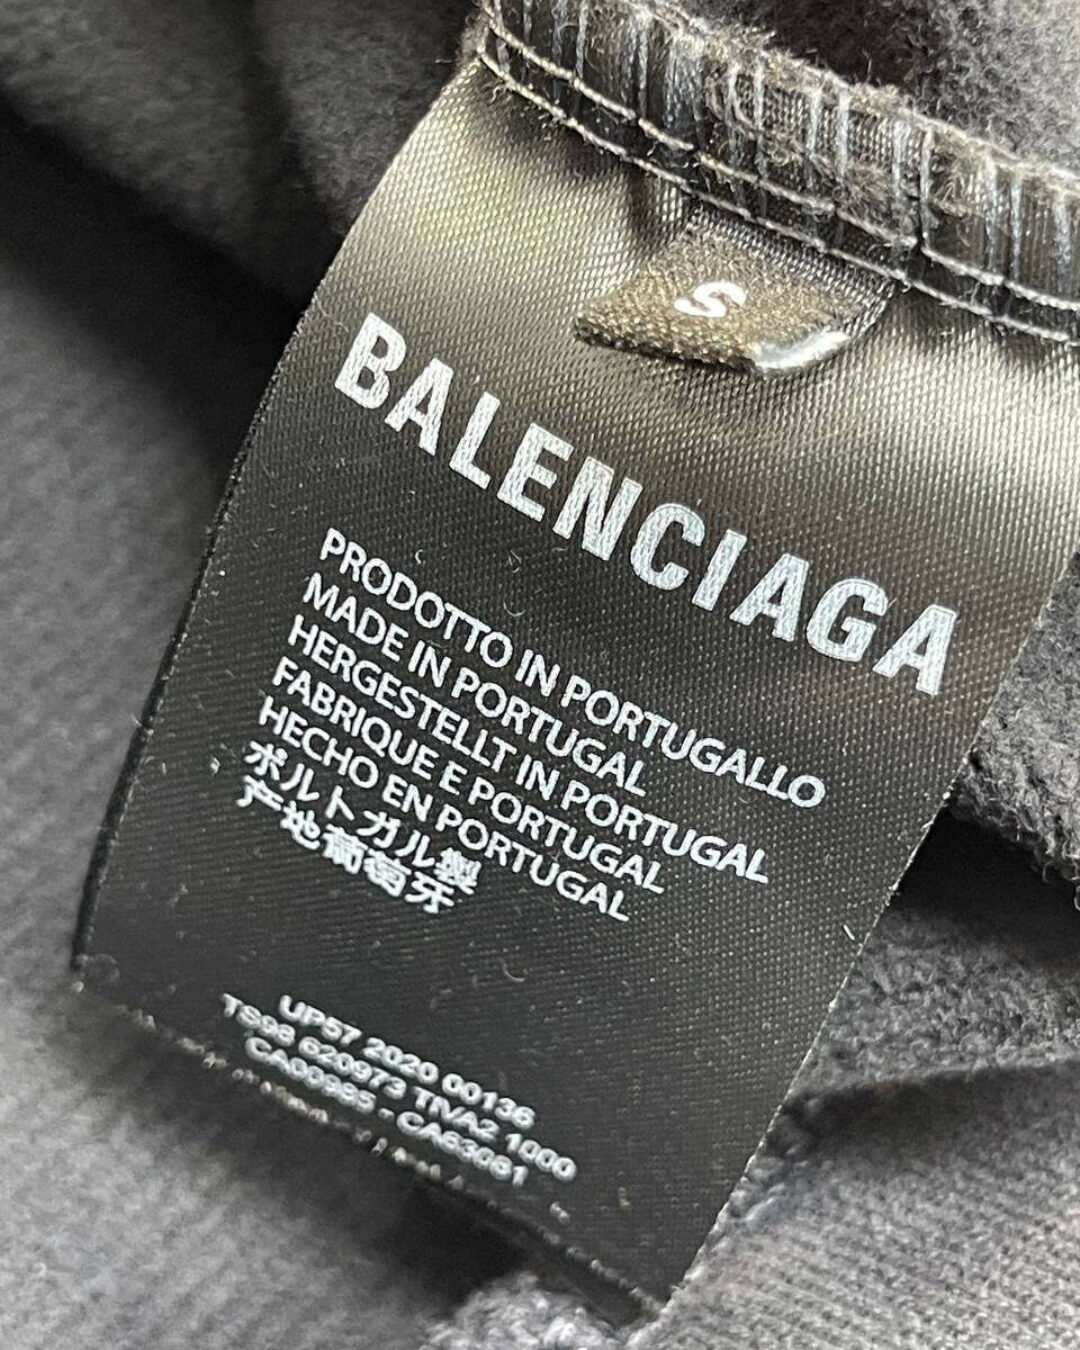 S
BALENCIAGA
PRODOTTO IN PORTUGALLO
MADE IN PORTUGAL
HERGESTELLT IN PORTUGAL
FABRIQUE E PORTUGAL
HECHO EN PORTUGAL
ポルトガル製
产地葡萄牙
UP57 2020 00136
TS98 620973 TIVA2 1000
CA00985 - CA63061